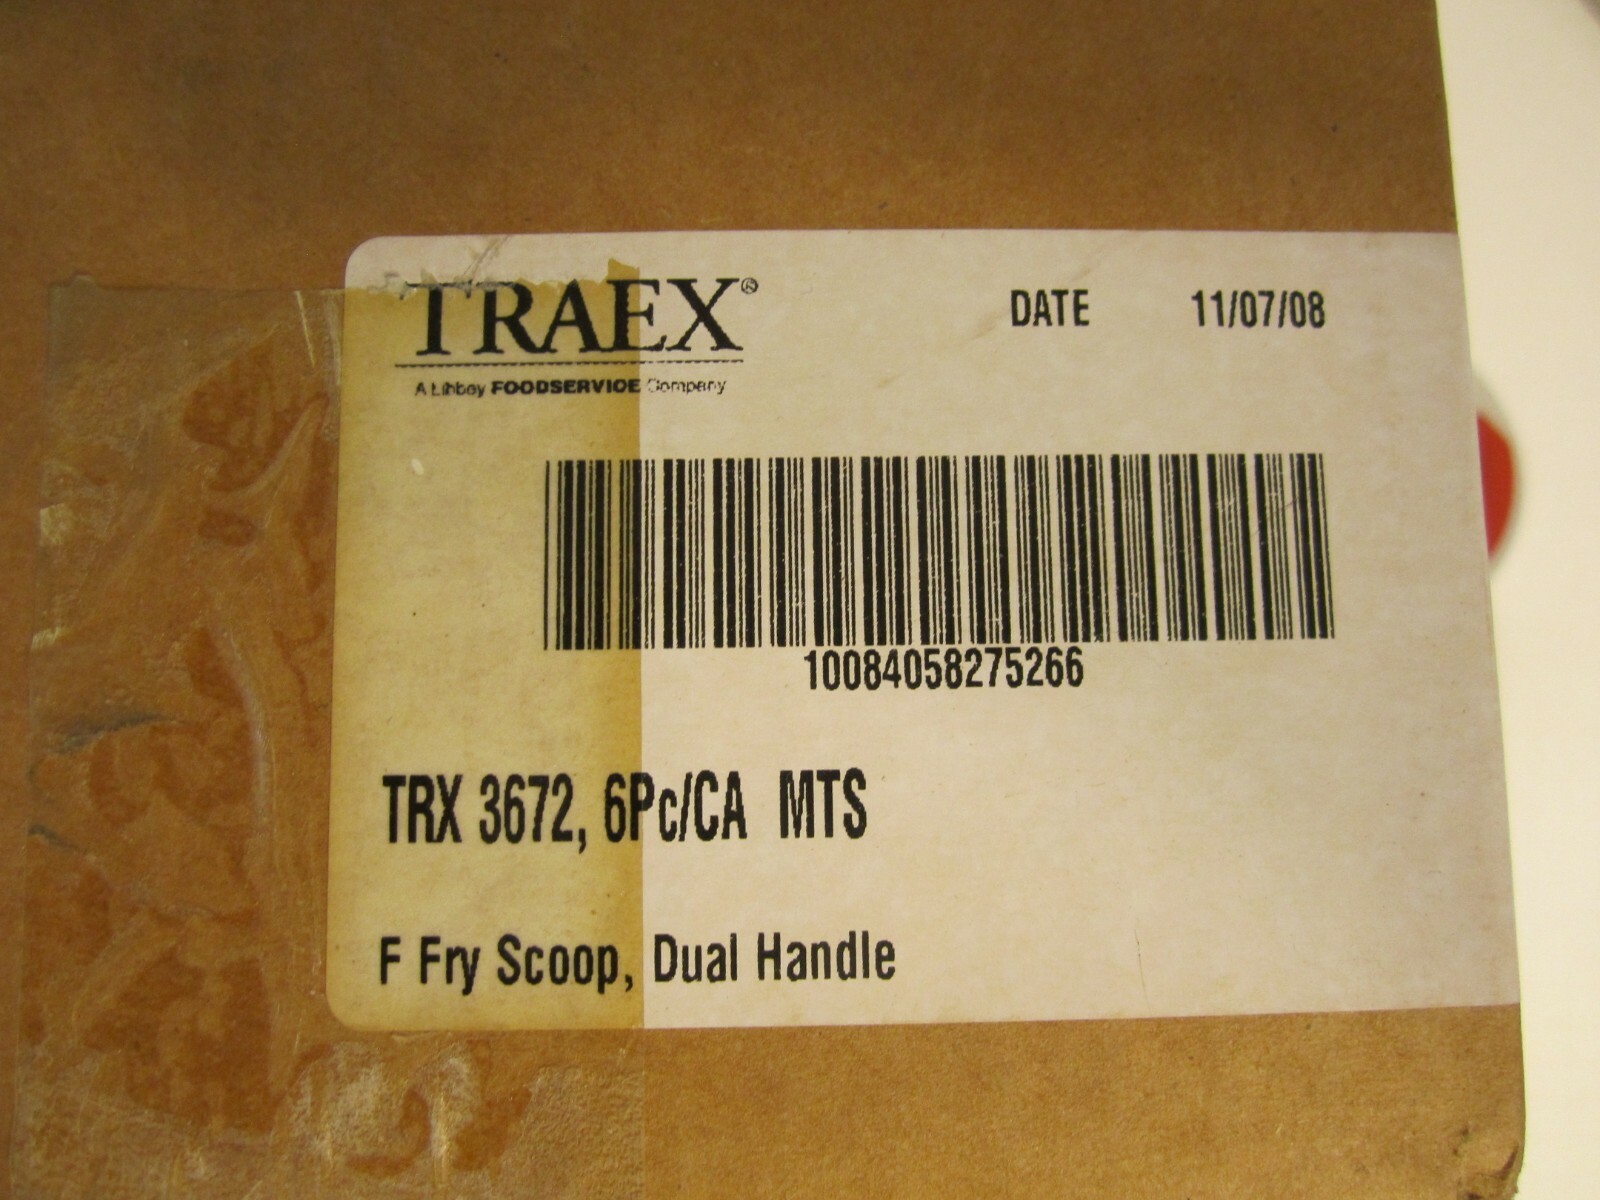 TRAEX®
A Libbey FOODSERVICE Company
DATE 11/07/08
10084058275266
TRX 3672, 6Pc/CA MTS
F Fry Scoop, Dual Handle